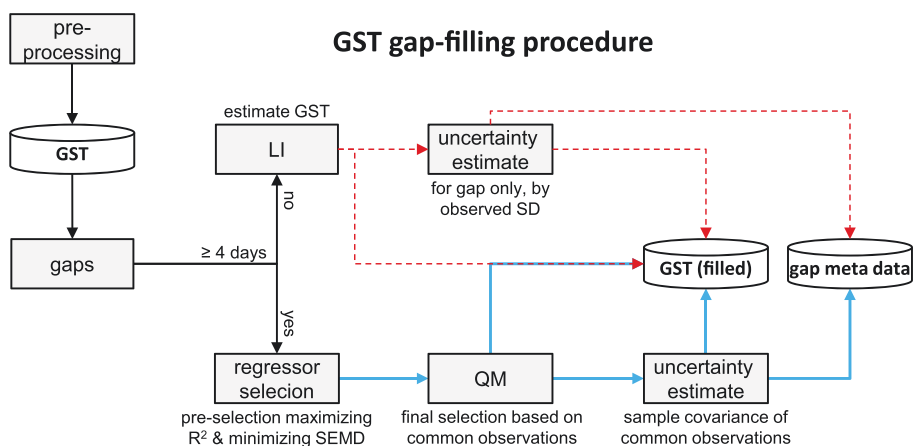 pre-
processing
GST gap-filling procedure
estimate GST
GST
LI
uncertainty
estimate
for gap only, by
observed SD
no
≥ 4 days
gaps
GST (filled)
gap meta data
yes
regressor
selecion
QM
uncertainty
estimate
pre-selection maximizing
R² & minimizing SEMD
final selection based on
common observations
sample covariance of
common observations